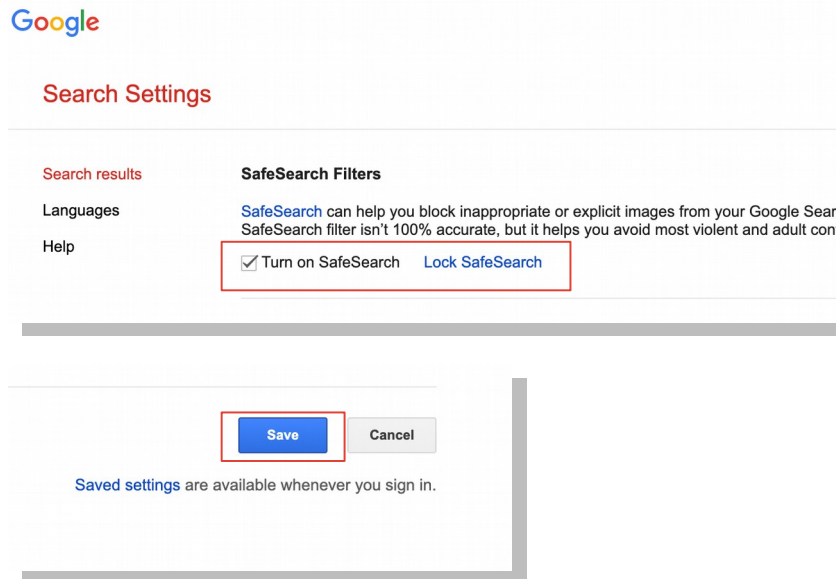 Google
Search Settings
Search results
Languages
Help
SafeSearch Filters
SafeSearch can help you block inappropriate or explicit images from your Google
SafeSearch filter isn't 100% accurate, but it helps you avoid most violent and adult
Turn on SafeSearch Lock SafeSearch
Save Cancel
Saved settings are available whenever you sign in.